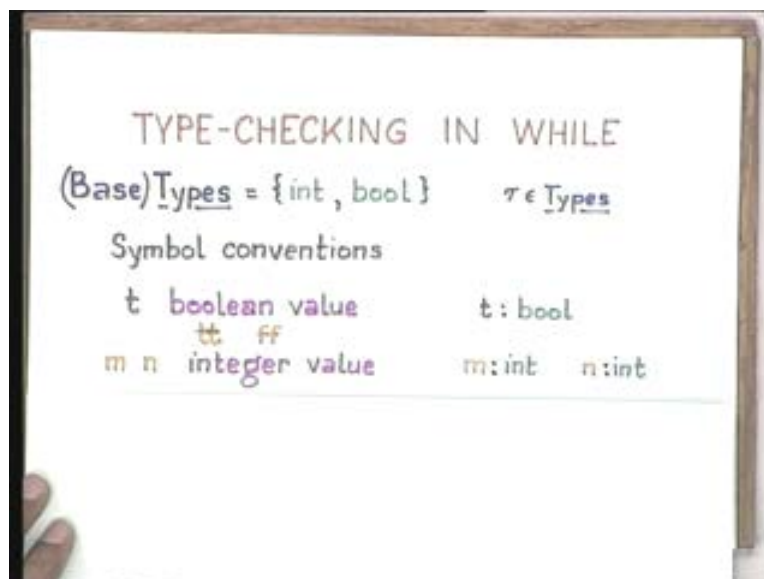 TYPE-CHECKING IN WHILE
(Base)Types = {int, bool} τ ϵ Types
Symbol conventions
t boolean value t : bool
tt ff
m n integer value m : int n : int